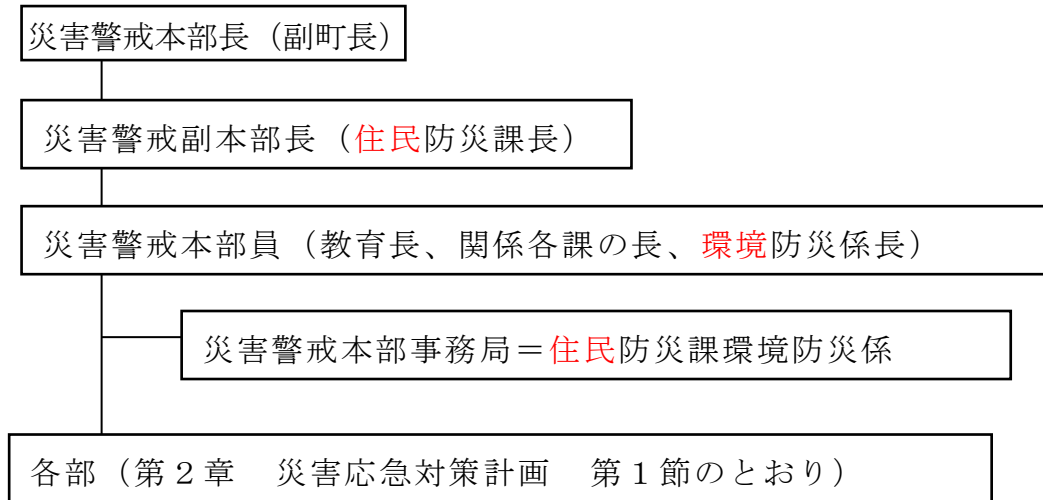 災害警戒本部長（副町長）
災害警戒副本部長（住民防災課長）
災害警戒本部員（教育長、関係各課の長、環境防災係長）
災害警戒本部事務局＝住民防災課環境防災係
各部（第２章　災害応急対策計画　第１節のとおり）